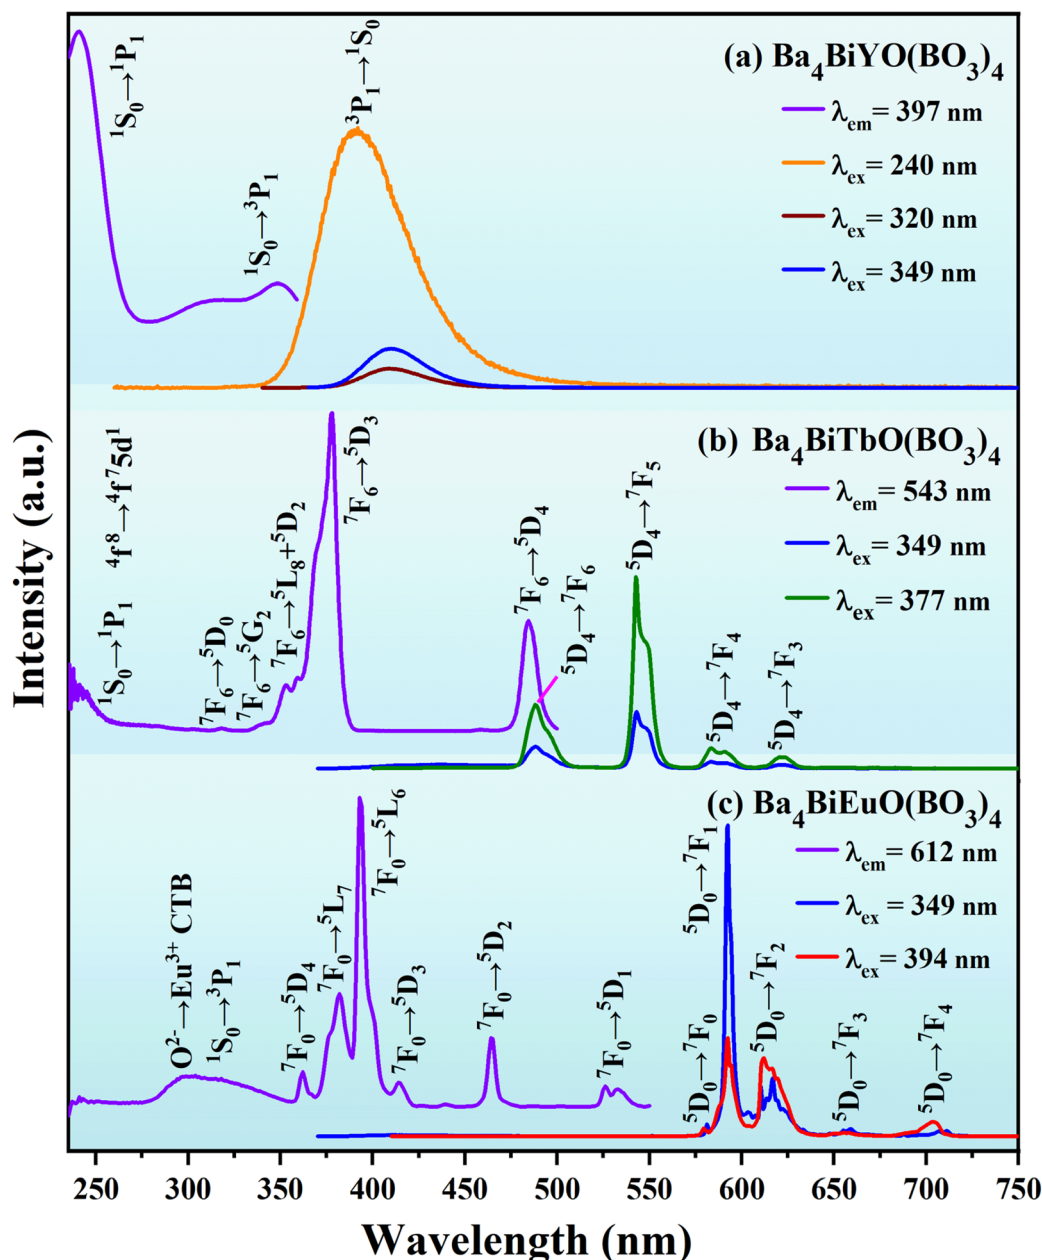 (a) Ba₄BiYO(BO₃)₄
λem= 397 nm
λex= 240 nm
λex= 320 nm
λex= 349 nm
¹S₀→¹P₁
¹S₀→³P₁
³P₁→¹S₀
(b) Ba₄BiTbO(BO₃)₄
λem= 543 nm
λex= 349 nm
λex= 377 nm
¹S₀→¹P₁
4f⁸→⁴f⁷5d¹
⁷F₆→⁵D₀
⁷F₆→⁵G₂
⁷F₆→⁵L₈+⁵D₂
⁷F₆→⁵D₃
⁷F₆→⁵D₄
⁵D₄→⁷F₆
⁵D₄→⁷F₅
⁵D₄→⁷F₄
⁵D₄→⁷F₃
(c) Ba₄BiEuO(BO₃)₄
λem= 612 nm
λex= 349 nm
λex= 394 nm
O²⁻→Eu³⁺ CTB
¹S₀→³P₁
⁷F₀→⁵D₄
⁷F₀→⁵L₇
⁷F₀→⁵L₆
⁷F₀→⁵D₃
⁷F₀→⁵D₂
⁷F₀→⁵D₁
⁵D₀→⁷F₀
⁵D₀→⁷F₁
⁵D₀→⁷F₂
⁵D₀→⁷F₃
⁵D₀→⁷F₄
Intensity (a.u.)
250 300 350 400 450 500 550 600 650 700 750
Wavelength (nm)